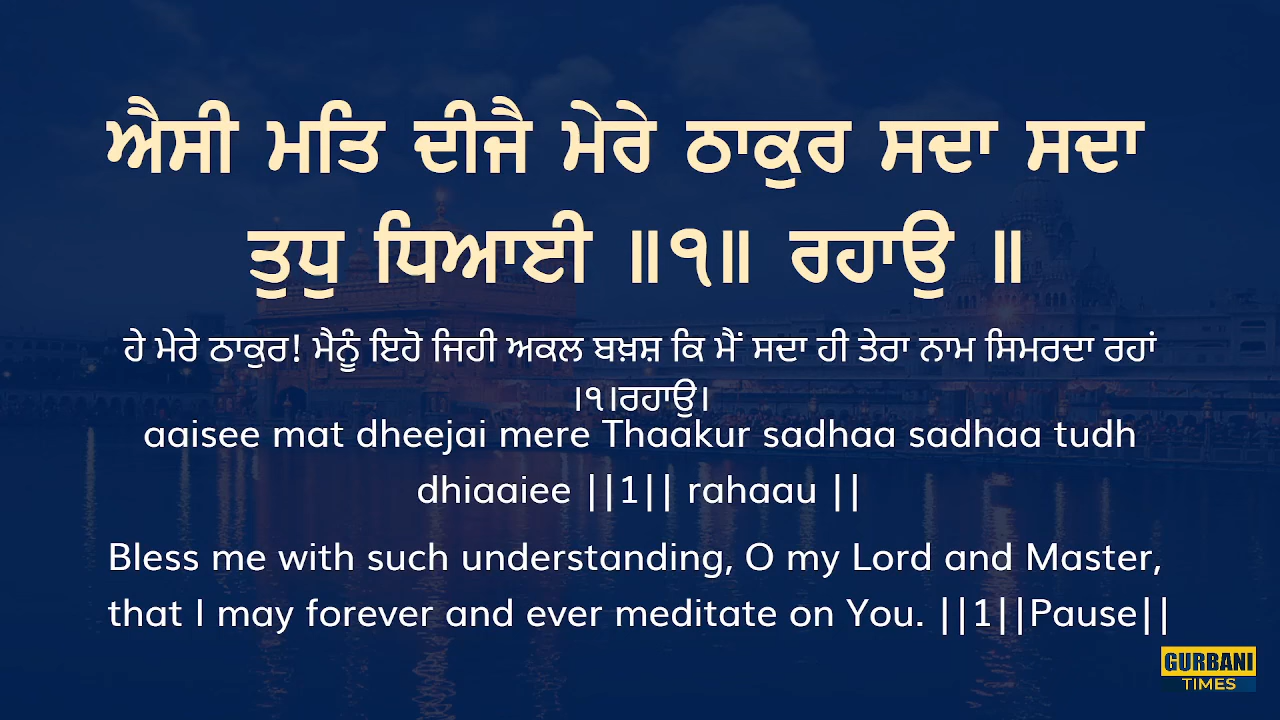 ਐਸੀ ਮਤਿ ਦੀਜੈ ਮੇਰੇ ਠਾਕੁਰ ਸਦਾ ਸਦਾ
ਤੁਧੁ ਧਿਆਈ ॥੧॥ ਰਹਾਉ ॥
ਹੇ ਮੇਰੇ ਠਾਕੁਰ! ਮੈਨੂੰ ਇਹੋ ਜਿਹੀ ਅਕਲ ਬਖ਼ਸ਼ ਕਿ ਮੈਂ ਸਦਾ ਹੀ ਤੇਰਾ ਨਾਮ ਸਿਮਰਦਾ ਰਹਾਂ
।੧।ਰਹਾਉ।
aaisee mat dheejai mere Thaakur sadhaa sadhaa tudh
dhiaaiee ||1|| rahaau ||
Bless me with such understanding, O my Lord and Master,
that I may forever and ever meditate on You. ||1||Pause||
GURBANI
TIMES